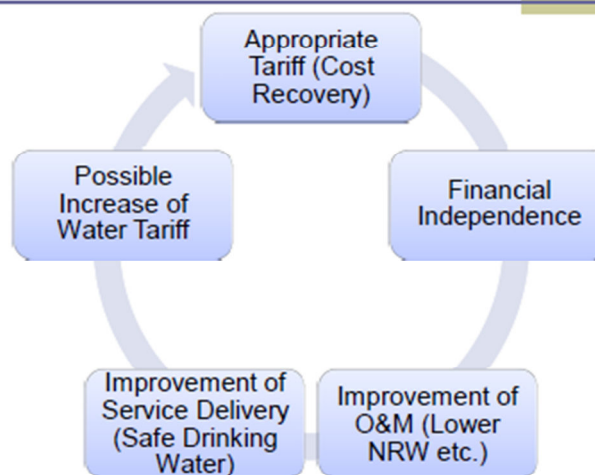 Appropriate
Tariff (Cost
Recovery)
Financial
Independence
Improvement of
O&M (Lower
NRW etc.)
Improvement of
Service Delivery
(Safe Drinking
Water)
Possible
Increase of
Water Tariff